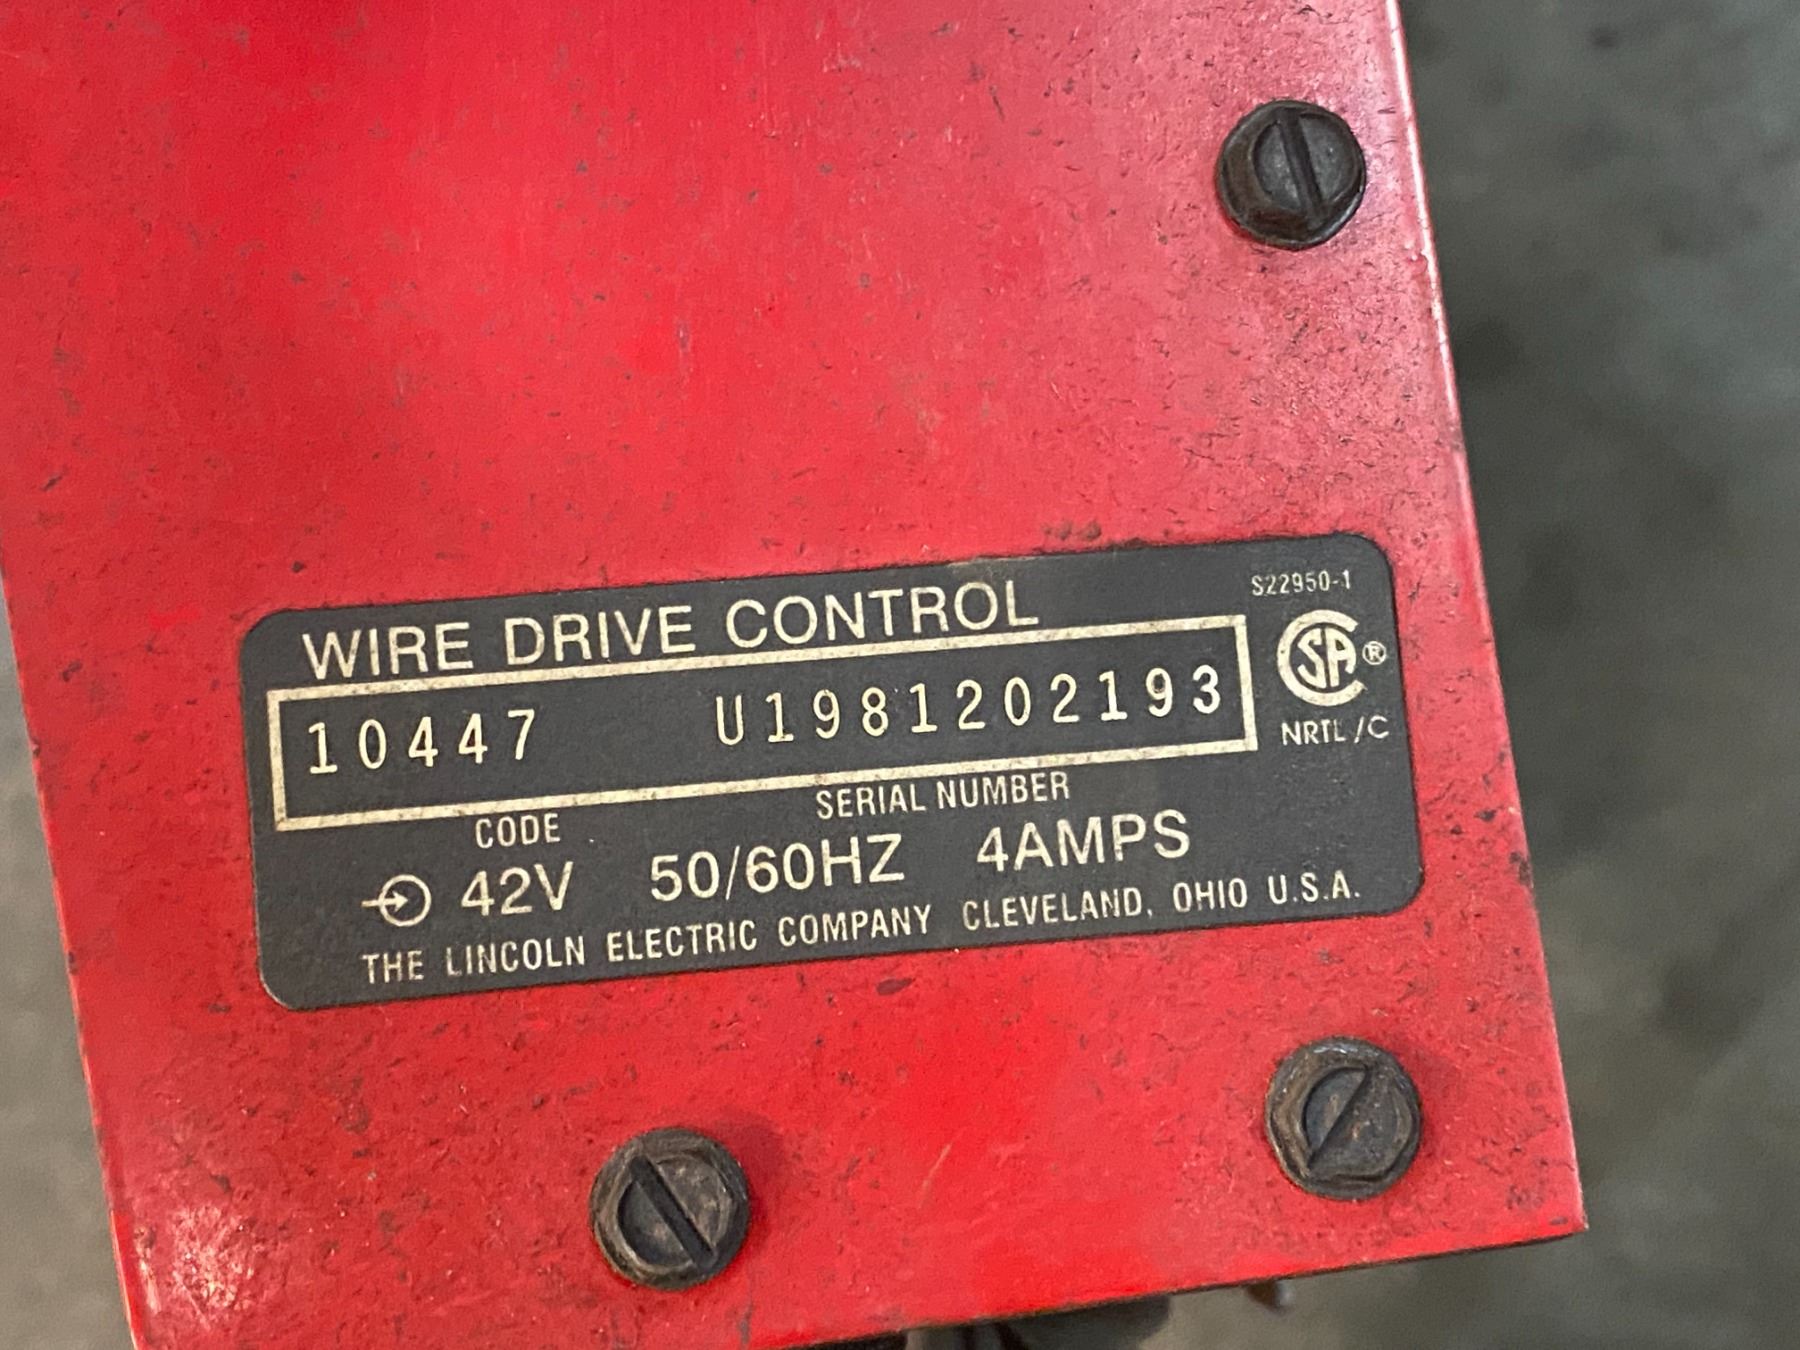 S22950-1
WIRE DRIVE CONTROL
10447 U1981202193
CSA®
NRTL/C
CODE SERIAL NUMBER
42V 50/60HZ 4AMPS
THE LINCOLN ELECTRIC COMPANY CLEVELAND, OHIO U.S.A.